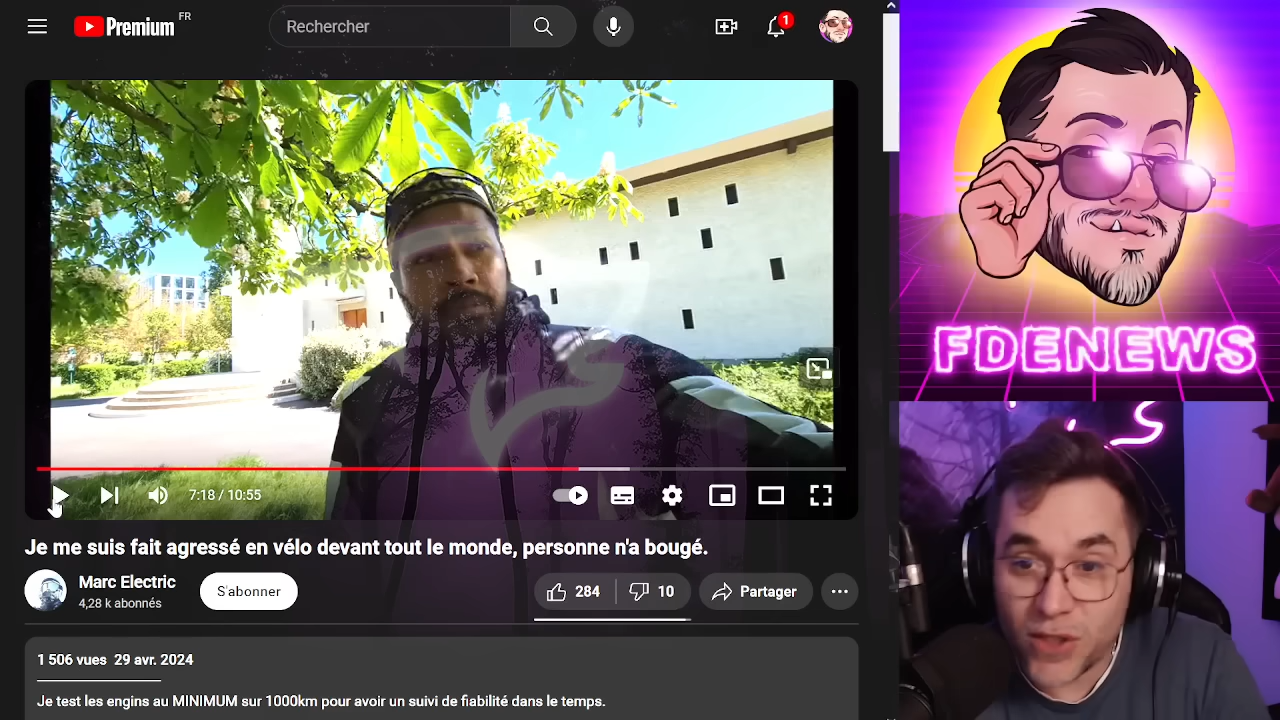 Premium FR
Rechercher
1
7:18 / 10:55
Je me suis fait agressé en vélo devant tout le monde, personne n'a bougé.
Marc Electric
4,28 k abonnés
S'abonner
284
10
Partager
1 506 vues 29 avr. 2024
Je test les engins au MINIMUM sur 1000km pour avoir un suivi de fiabilité dans le temps.
FDENEWS